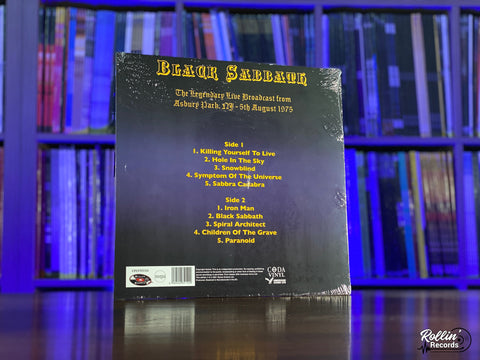 BLACK SABBATH
The Legendary Live Broadcast from
Asbury Park, NJ - 5th August 1975
Side 1
1. Killing Yourself To Live
2. Hole In The Sky
3. Snowblind
4. Symptom Of The Universe
5. Sabbra Cadabra
Side 2
1. Iron Man
2. Black Sabbath
3. Spiral Architect
4. Children Of The Grave
5. Paranoid
CODA
VINYL
Rollin'
Records